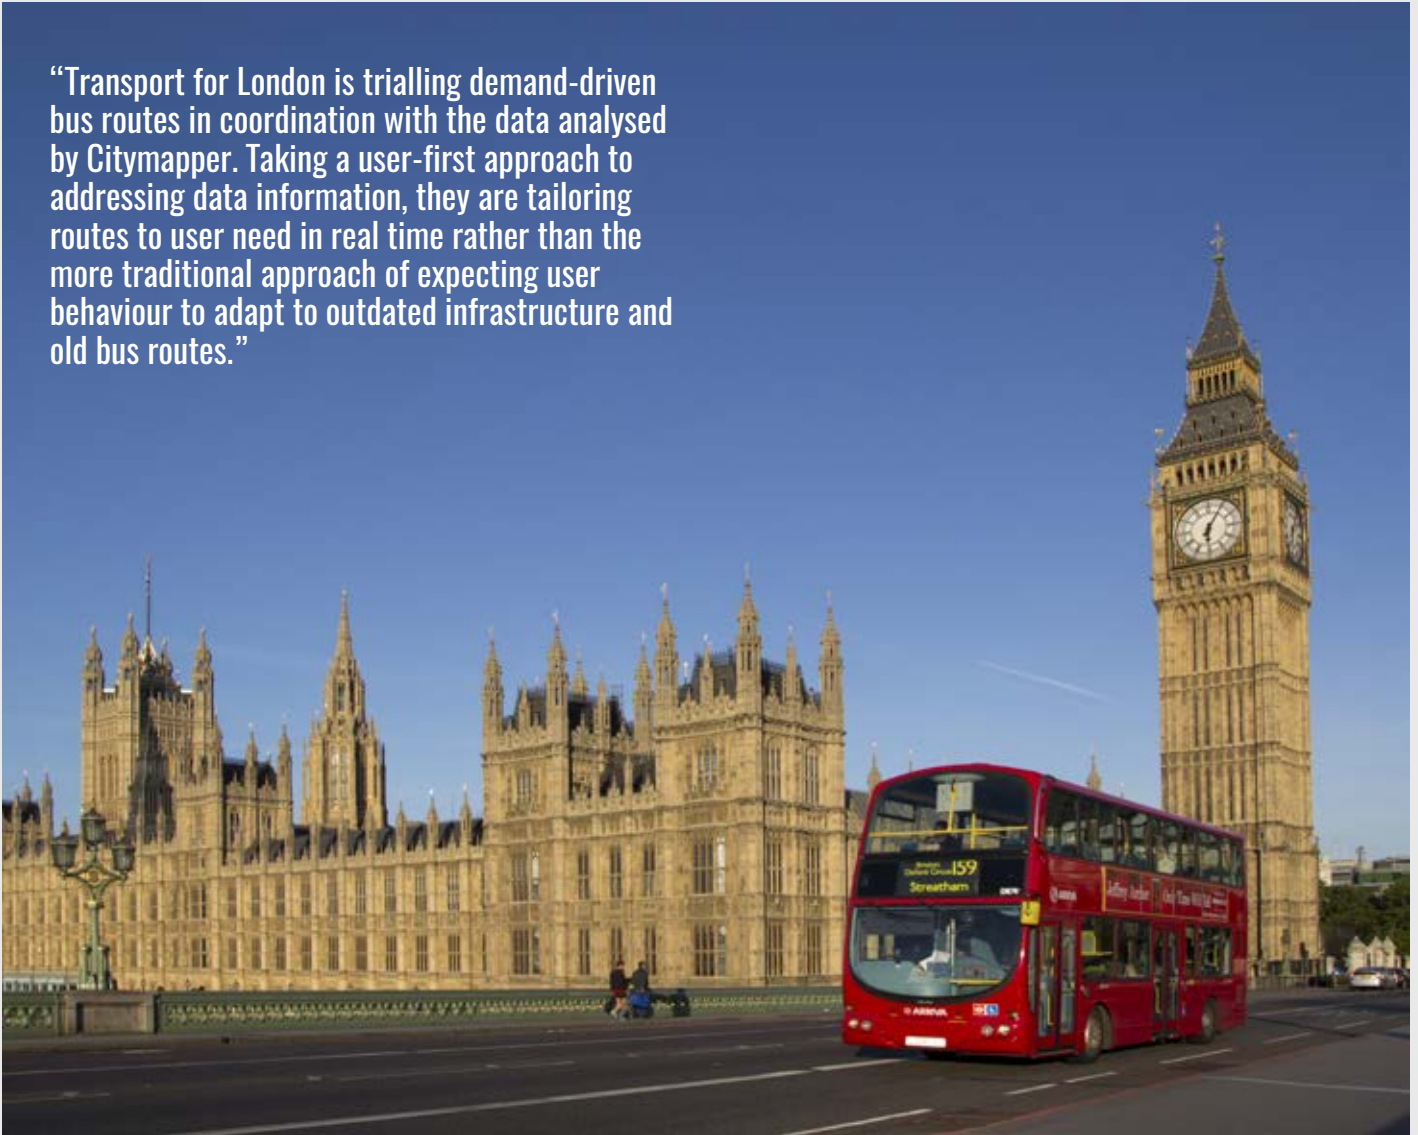 “Transport for London is trialling demand-driven
bus routes in coordination with the data analysed
by Citymapper. Taking a user-first approach to
addressing data information, they are tailoring
routes to user need in real time rather than the
more traditional approach of expecting user
behaviour to adapt to outdated infrastructure and
old bus routes.”
159
Streatham
ARRIVA
ARRIVA